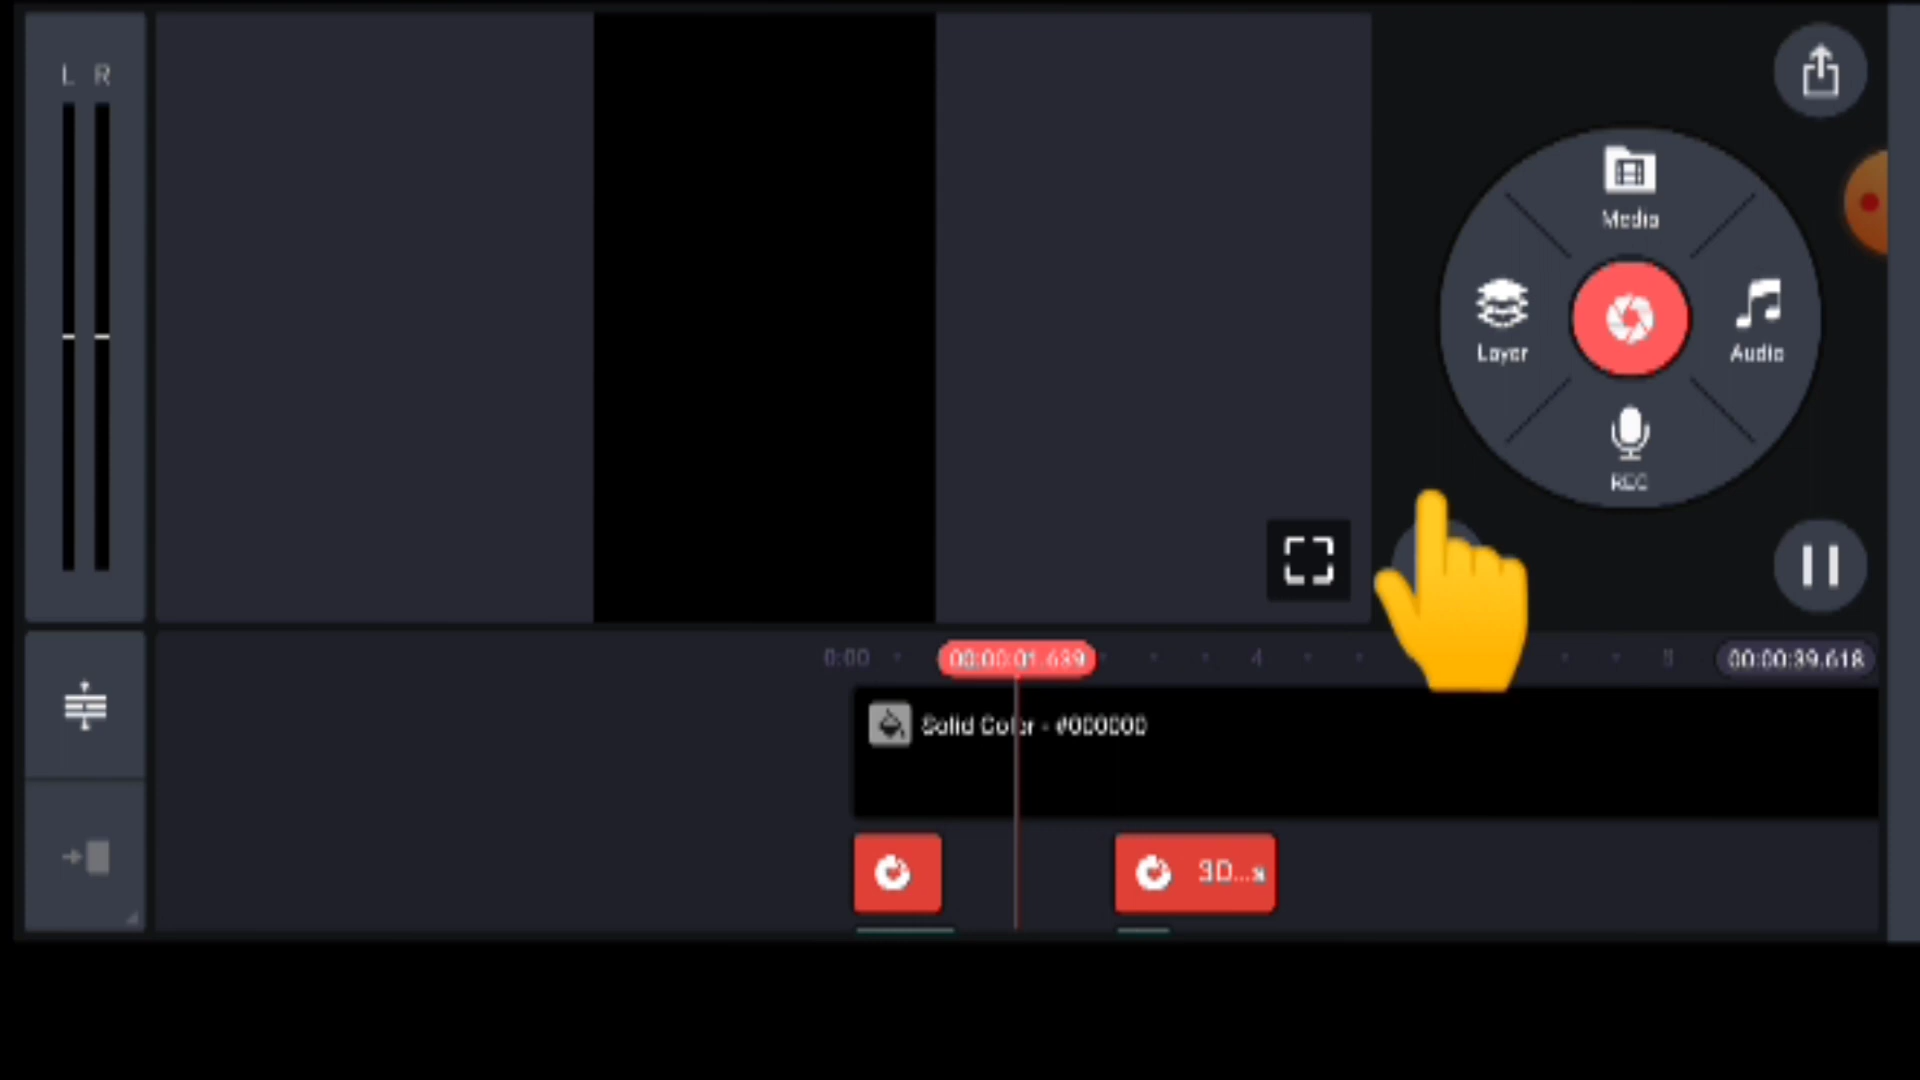 L R
Media
Layer
Audio
REC
0:00
00:00:01.639
4
8
00:00:39.618
Solid Color - #000000
3D...s